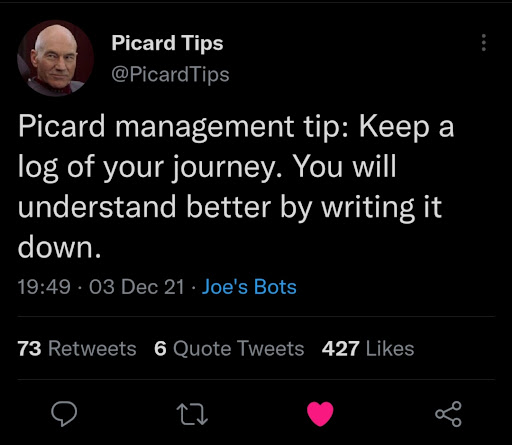 Picard Tips
@PicardTips
Picard management tip: Keep a
log of your journey. You will
understand better by writing it
down.
19:49 · 03 Dec 21 · Joe's Bots
73 Retweets 6 Quote Tweets 427 Likes